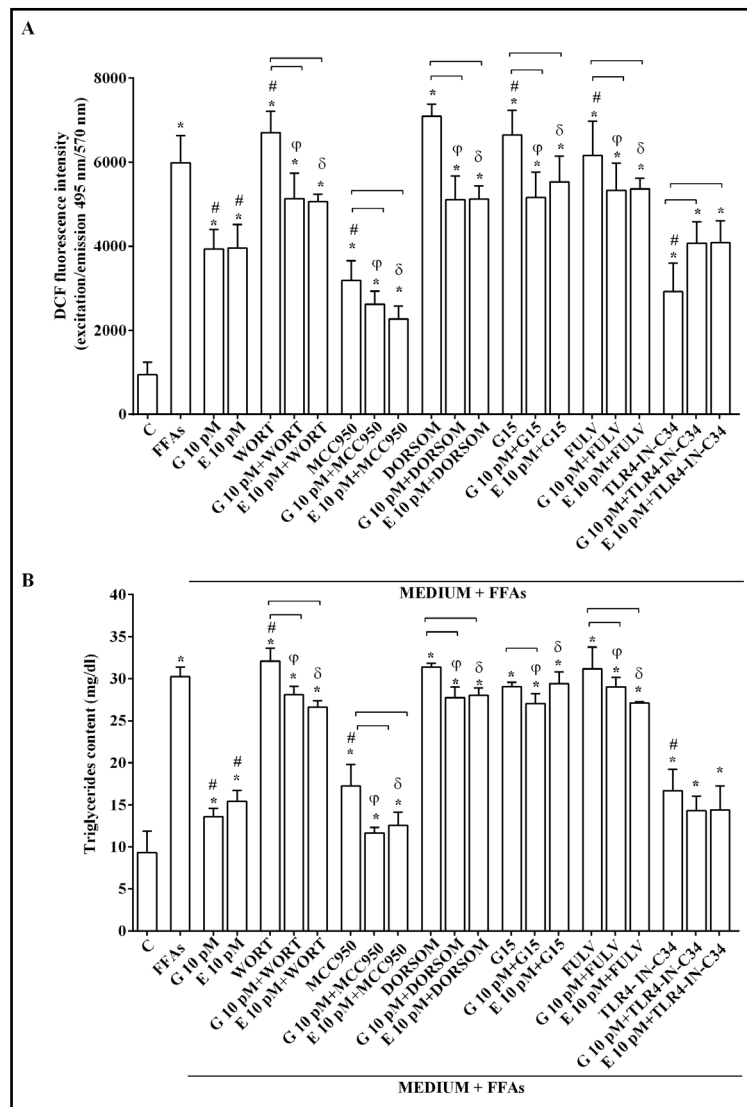 A
DCF fluorescence intensity
(excitation/emission 495 nm/570 nm)
8000
6000
4000
2000
0
*
# *
# *
# *
φ *
δ *
# *
φ *
δ *
*
φ *
δ *
# *
φ *
δ *
# *
φ *
δ *
# *
*
*
C
FFAs
G 10 pM
E 10 pM
WORT
G 10 pM+WORT
E 10 pM+WORT
MCC950
G 10 pM+MCC950
E 10 pM+MCC950
DORSOM
G 10 pM+DORSOM
E 10 pM+DORSOM
G15
G 10 pM+G15
E 10 pM+G15
FULV
G 10 pM+FULV
E 10 pM+FULV
TLR4-IN-C34
G 10 pM+TLR4-IN-C34
E 10 pM+TLR4-IN-C34
MEDIUM + FFAs
B
Triglycerides content (mg/dl)
40
35
30
25
20
15
10
5
0
*
# *
# *
# *
φ *
δ *
# *
φ *
δ *
*
φ *
δ *
*
φ *
δ *
*
φ *
δ *
# *
*
*
C
FFAs
G 10 pM
E 10 pM
WORT
G 10 pM+WORT
E 10 pM+WORT
MCC950
G 10 pM+MCC950
E 10 pM+MCC950
DORSOM
G 10 pM+DORSOM
E 10 pM+DORSOM
G15
G 10 pM+G15
E 10 pM+G15
FULV
G 10 pM+FULV
E 10 pM+FULV
TLR4- IN-C34
G 10 pM+TLR4-IN-C34
E 10 pM+TLR4-IN-C34
MEDIUM + FFAs